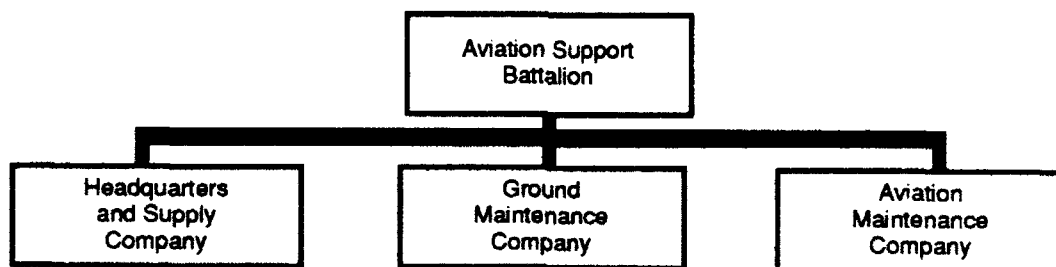 Aviation Support
Battalion
Headquarters
and Supply
Company
Ground
Maintenance
Company
Aviation
Maintenance
Company